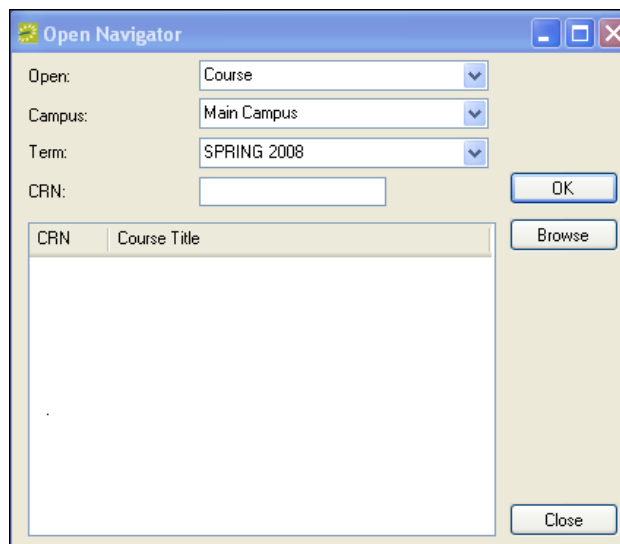 Open Navigator
Open: Course
Campus: Main Campus
Term: SPRING 2008
CRN:
OK
CRN Course Title
Browse
Close